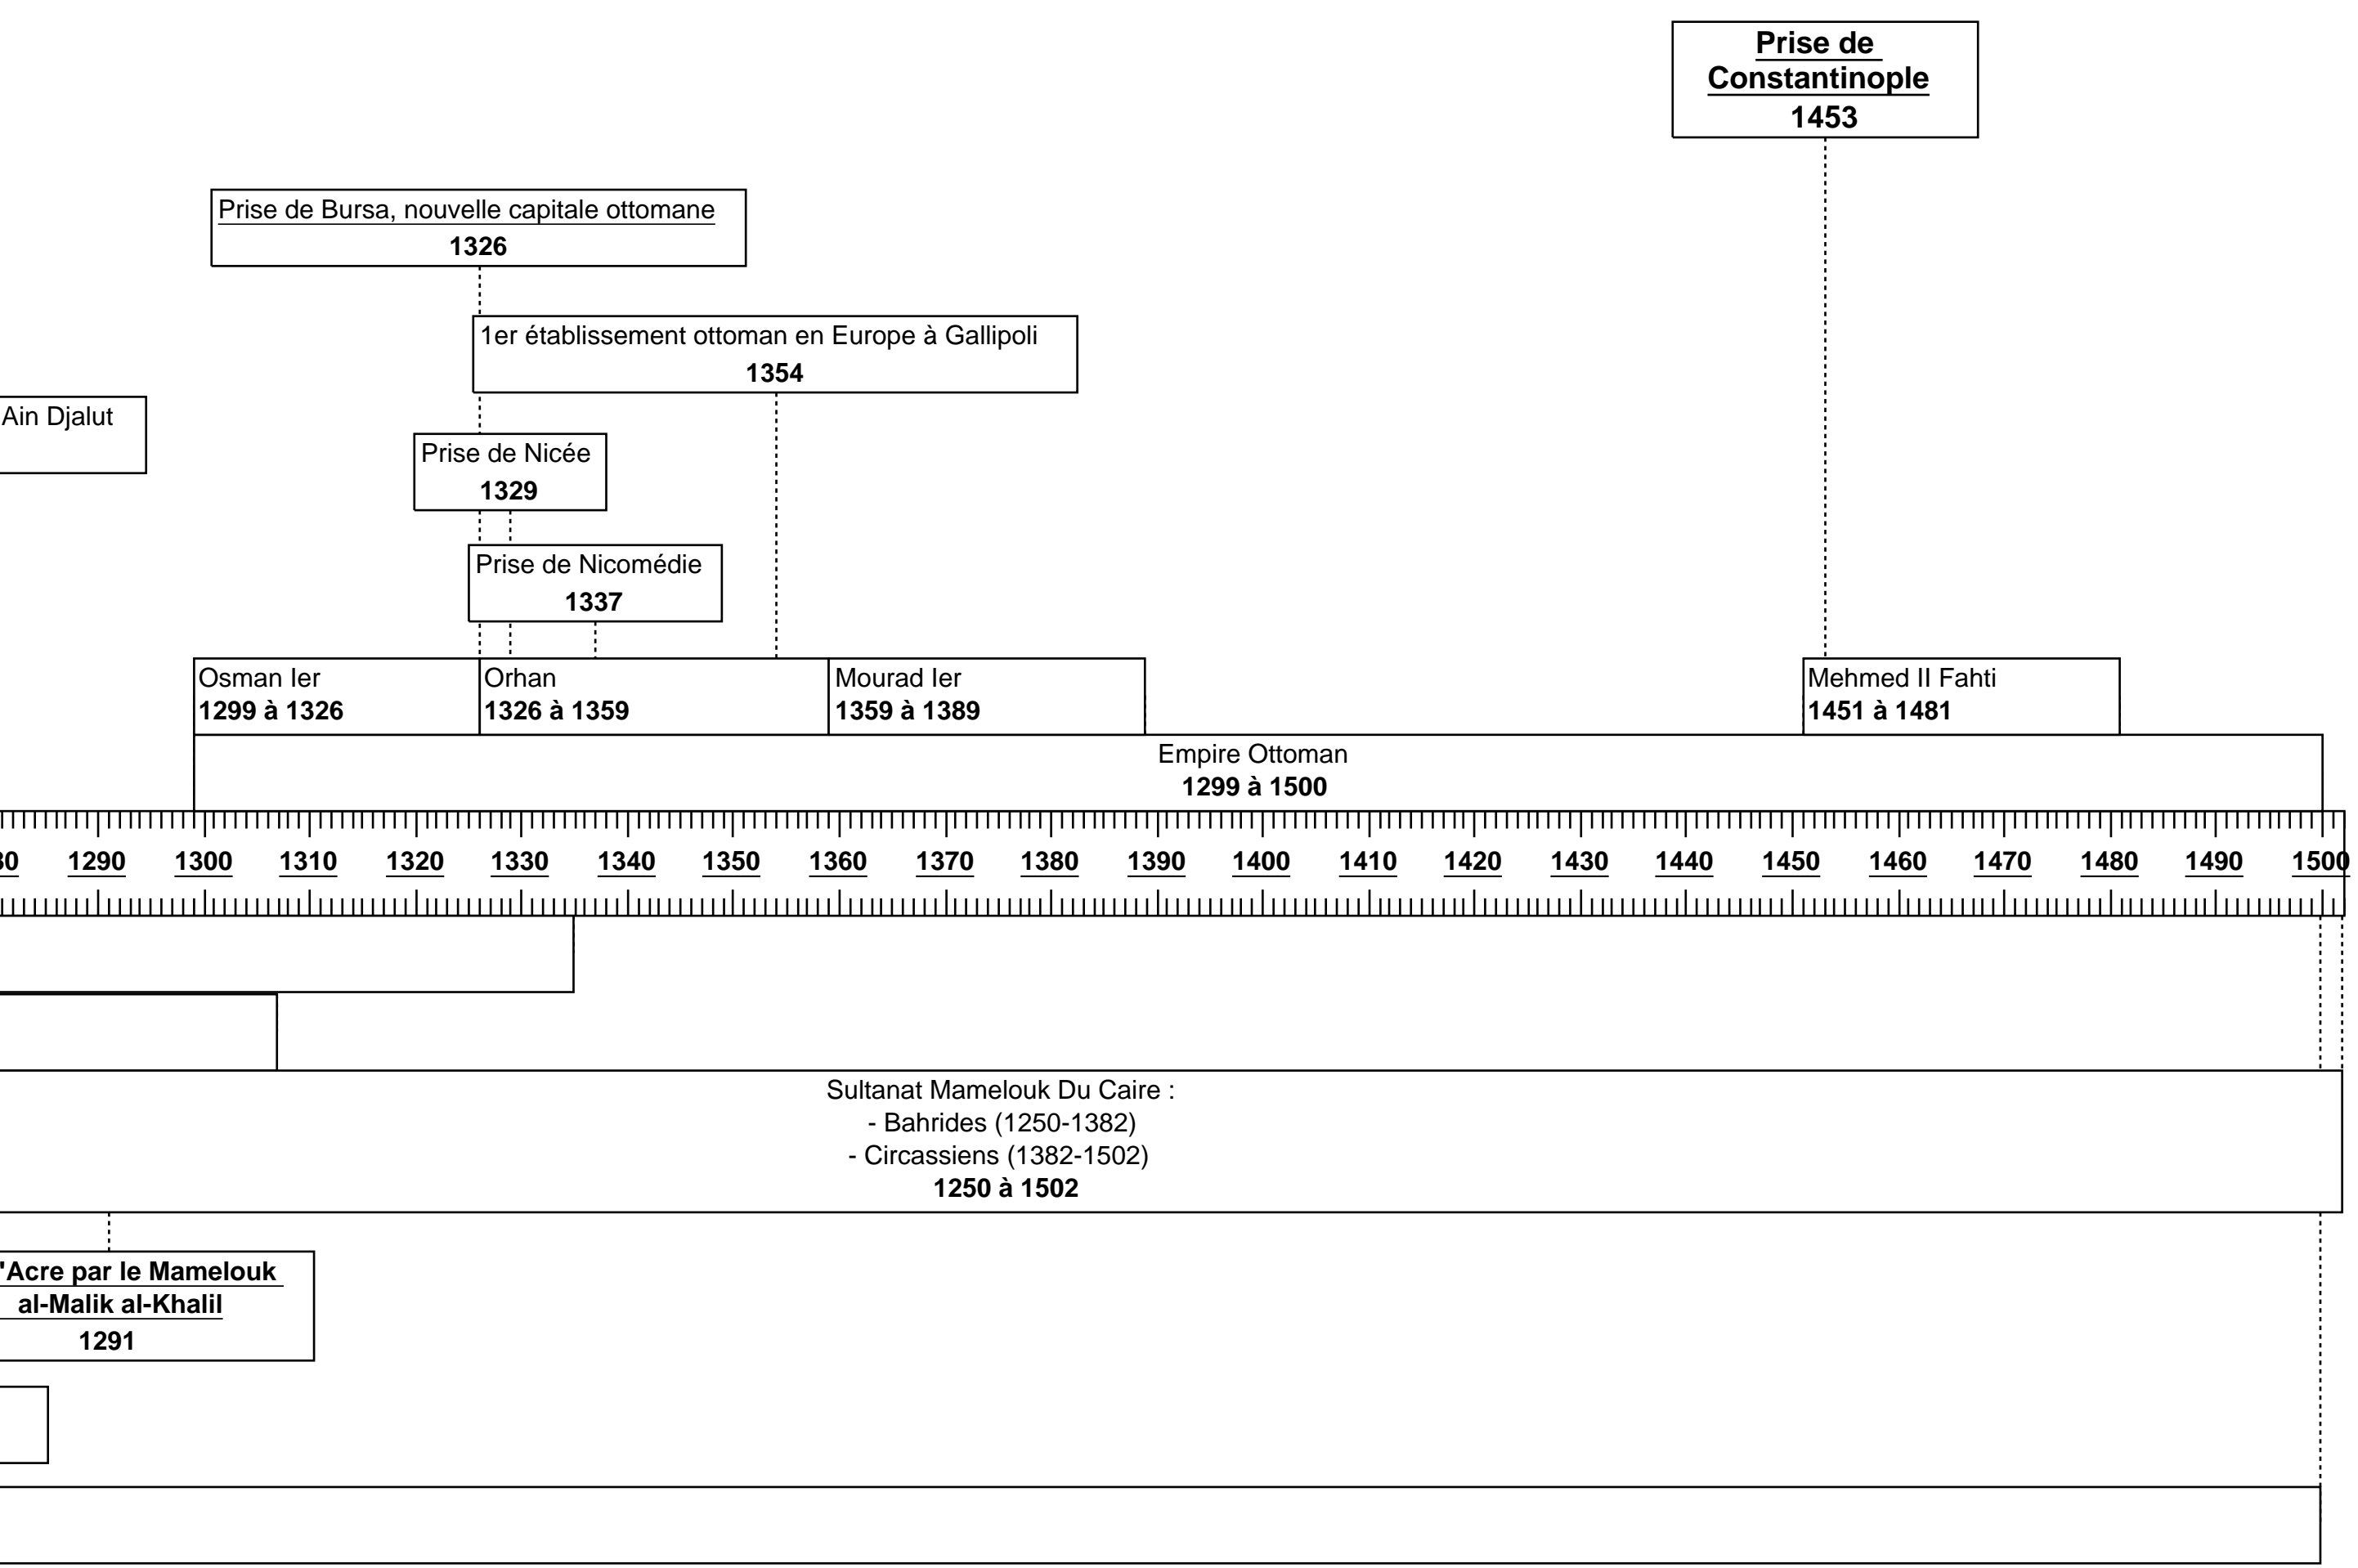 Prise de
Constantinople
1453
Prise de Bursa, nouvelle capitale ottomane
1326
1er établissement ottoman en Europe à Gallipoli
1354
Ain Djalut
Prise de Nicée
1329
Prise de Nicomédie
1337
Osman Ier
1299 à 1326
Orhan
1326 à 1359
Mourad Ier
1359 à 1389
Mehmed II Fahti
1451 à 1481
Empire Ottoman
1299 à 1500
1290 1300 1310 1320 1330 1340 1350 1360 1370 1380 1390 1400 1410 1420 1430 1440 1450 1460 1470 1480 1490 1500
Sultanat Mamelouk Du Caire :
- Bahrides (1250-1382)
- Circassiens (1382-1502)
1250 à 1502
'Acre par le Mamelouk
al-Malik al-Khalil
1291